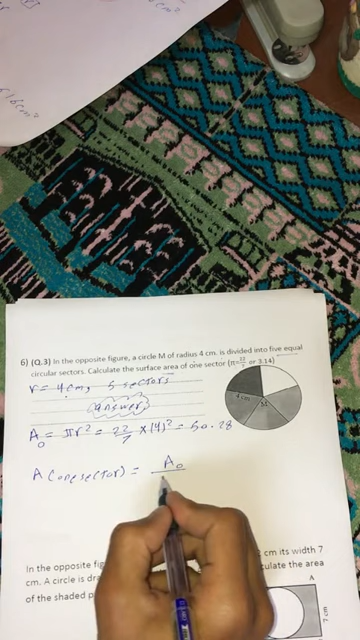 6cm²
6) (Q.3) In the opposite figure, a circle M of radius 4 cm. is divided into five equal
circular sectors. Calculate the surface area of one sector (π=22/7 or 3.14)
r = 4cm, 5 sectors
answer
4 cm
M
A○ = πr² = 22/7 × (4)² = 50.28
A (one sector) = A○
In the opposite fig
cm its width 7
cm. A circle is dra
culate the area
of the shaded p
A
7 cm